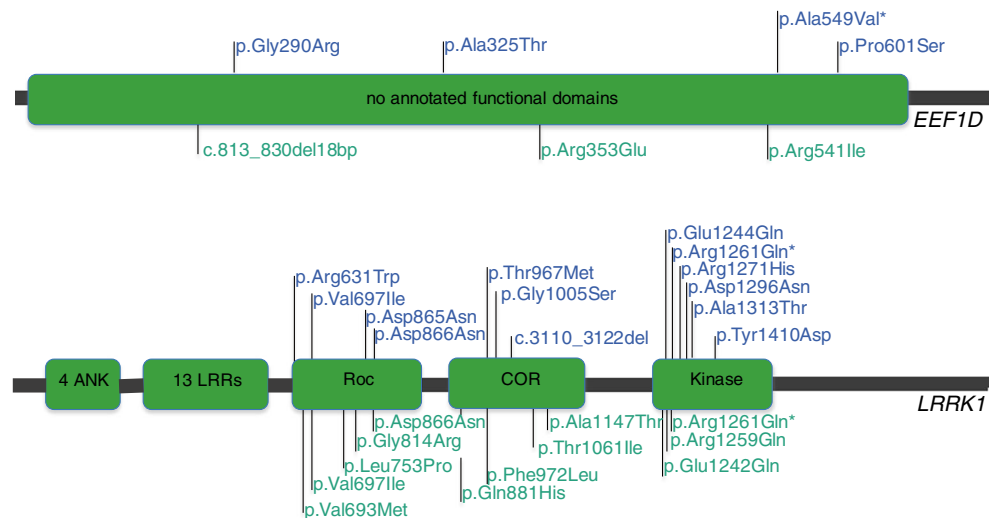 p.Ala549Val*
p.Gly290Arg
p.Ala325Thr
p.Pro601Ser
no annotated functional domains
EEF1D
c.813_830del18bp
p.Arg353Glu
p.Arg541Ile
p.Glu1244Gln
p.Arg1261Gln*
p.Arg1271His
p.Asp1296Asn
p.Ala1313Thr
p.Tyr1410Asp
p.Arg631Trp
p.Val697Ile
p.Asp865Asn
p.Asp866Asn
p.Thr967Met
p.Gly1005Ser
c.3110_3122del
4 ANK
13 LRRs
Roc
COR
Kinase
LRRK1
p.Asp866Asn
p.Gly814Arg
p.Leu753Pro
p.Val697Ile
p.Val693Met
p.Ala1147Thr
p.Thr1061Ile
p.Phe972Leu
p.Gln881His
p.Arg1261Gln*
p.Arg1259Gln
p.Glu1242Gln